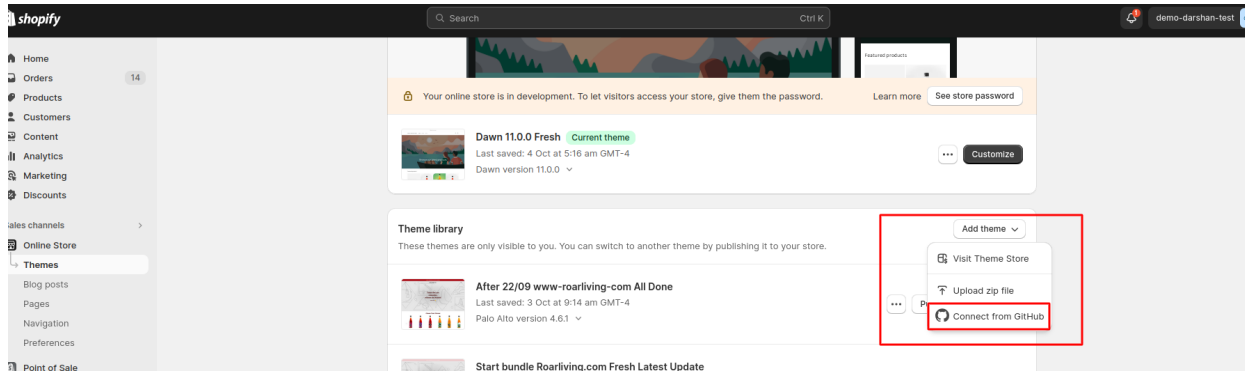 shopify
Search
Ctrl K
demo-darshan-test
Home
Orders
14
Products
Customers
Content
Analytics
Marketing
Discounts
Sales channels
Online Store
Themes
Blog posts
Pages
Navigation
Preferences
Point of Sale
Featured products
Your online store is in development. To let visitors access your store, give them the password.
Learn more
See store password
Dawn 11.0.0 Fresh
Current theme
Last saved: 4 Oct at 5:16 am GMT-4
Dawn version 11.0.0
Customize
Theme library
Add theme
These themes are only visible to you. You can switch to another theme by publishing it to your store.
Visit Theme Store
Upload zip file
Connect from GitHub
After 22/09 www-roarliving-com All Done
Last saved: 3 Oct at 9:14 am GMT-4
Palo Alto version 4.6.1
Start bundle Roarliving.com Fresh Latest Update